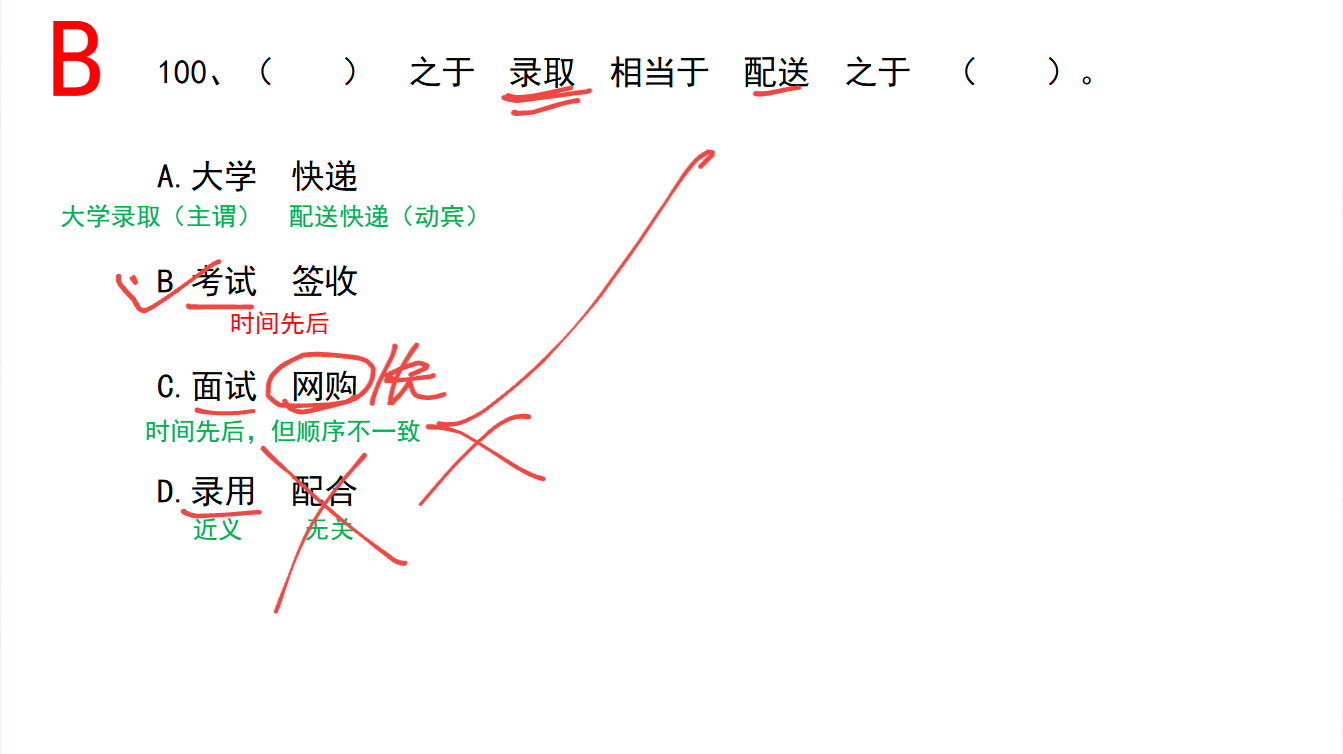 B
100、（　　） 之于 录取 相当于 配送 之于 （　　）。
A.大学 快递
大学录取（主谓） 配送快递（动宾）
B 考试 签收
时间先后
C.面试 网购
时间先后，但顺序不一致
D.录用 配合
近义 无关